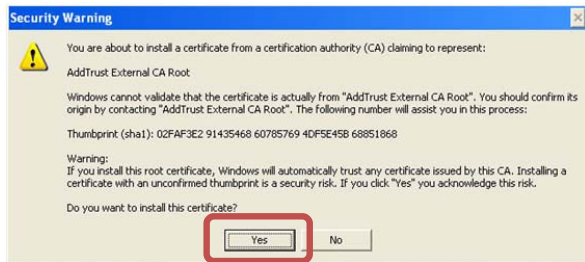 Security Warning
You are about to install a certificate from a certification authority (CA) claiming to represent:
AddTrust External CA Root
Windows cannot validate that the certificate is actually from "AddTrust External CA Root". You should confirm its
origin by contacting "AddTrust External CA Root". The following number will assist you in this process:
Thumbprint (sha1): 02FAF3E2 91435468 60785769 4DF5E45B 68851868
Warning:
If you install this root certificate, Windows will automatically trust any certificate issued by this CA. Installing a
certificate with an unconfirmed thumbprint is a security risk. If you click "Yes" you acknowledge this risk.
Do you want to install this certificate?
Yes No